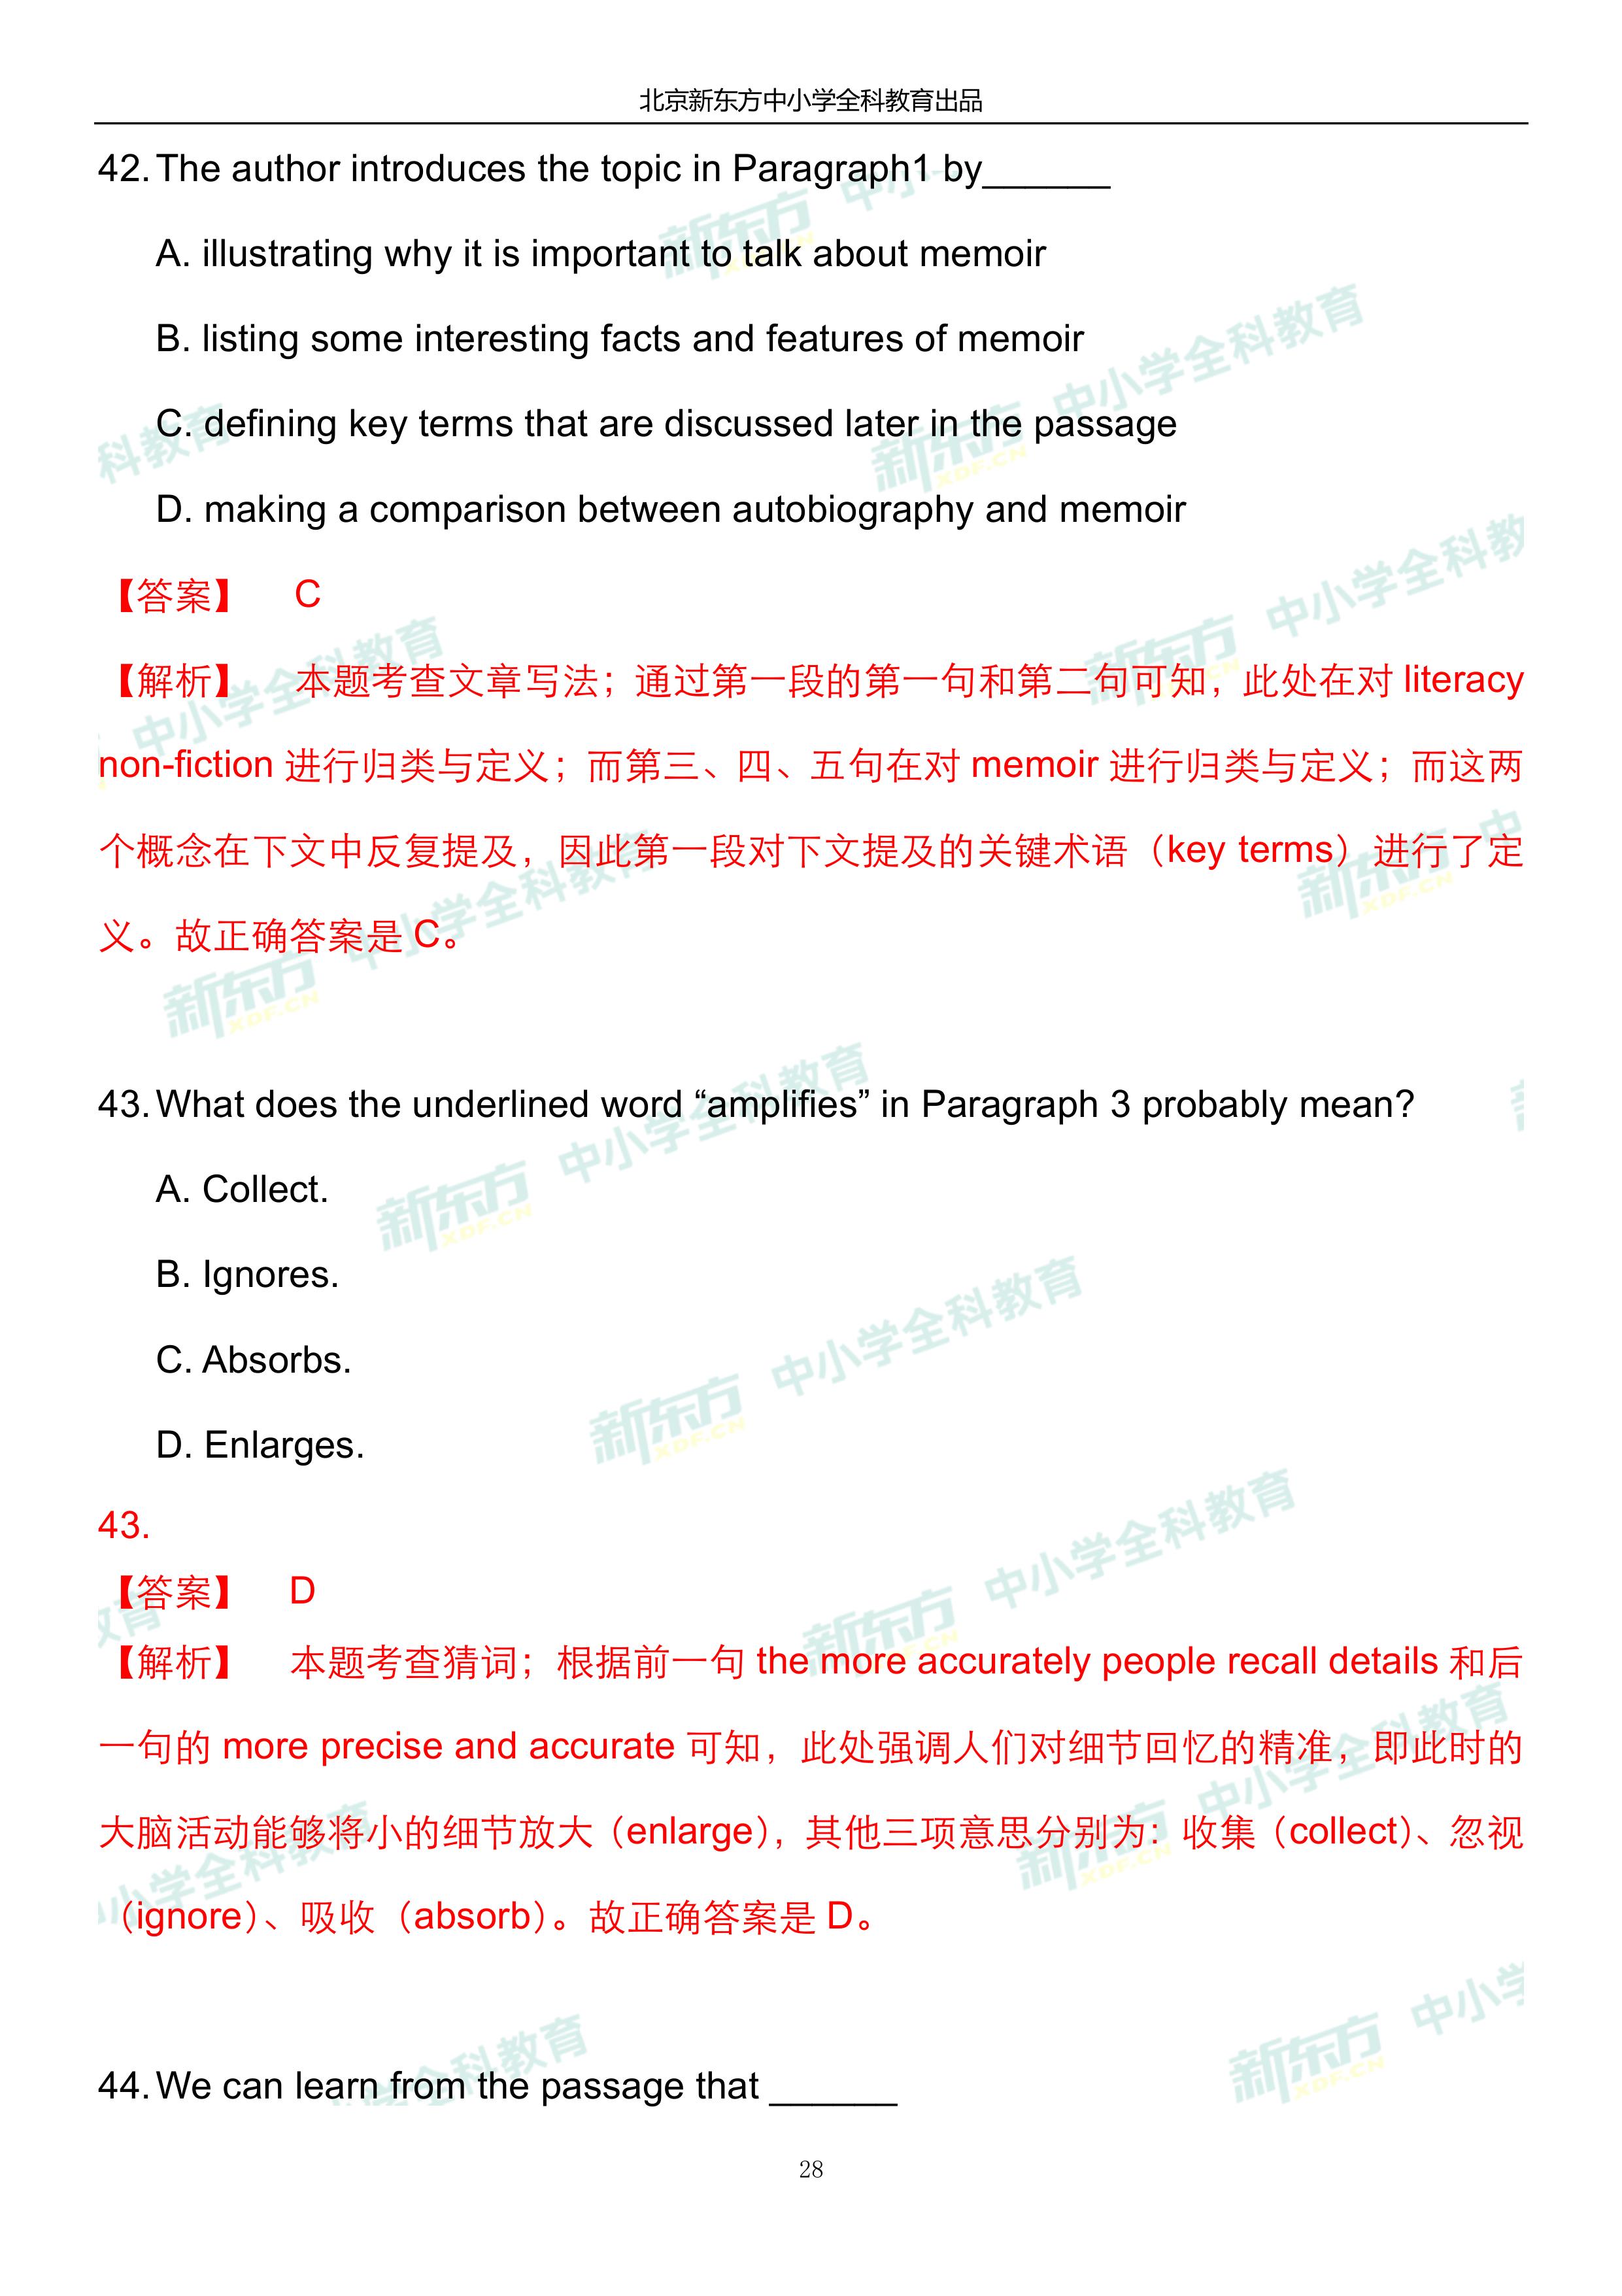 北京新东方中小学全科教育出品
42. The author introduces the topic in Paragraph1 by______
A. illustrating why it is important to talk about memoir
B. listing some interesting facts and features of memoir
C. defining key terms that are discussed later in the passage
D. making a comparison between autobiography and memoir
【答案】 C
【解析】 本题考查文章写法；通过第一段的第一句和第二句可知，此处在对 literacy
non-fiction 进行归类与定义；而第三、四、五句在对 memoir 进行归类与定义；而这两
个概念在下文中反复提及，因此第一段对下文提及的关键术语（key terms）进行了定
义。故正确答案是 C。
43. What does the underlined word “amplifies” in Paragraph 3 probably mean?
A. Collect.
B. Ignores.
C. Absorbs.
D. Enlarges.
43.
【答案】 D
【解析】 本题考查猜词；根据前一句 the more accurately people recall details 和后
一句的 more precise and accurate 可知，此处强调人们对细节回忆的精准，即此时的
大脑活动能够将小的细节放大（enlarge），其他三项意思分别为：收集（collect）、忽视
（ignore）、吸收（absorb）。故正确答案是 D。
44. We can learn from the passage that ______
28